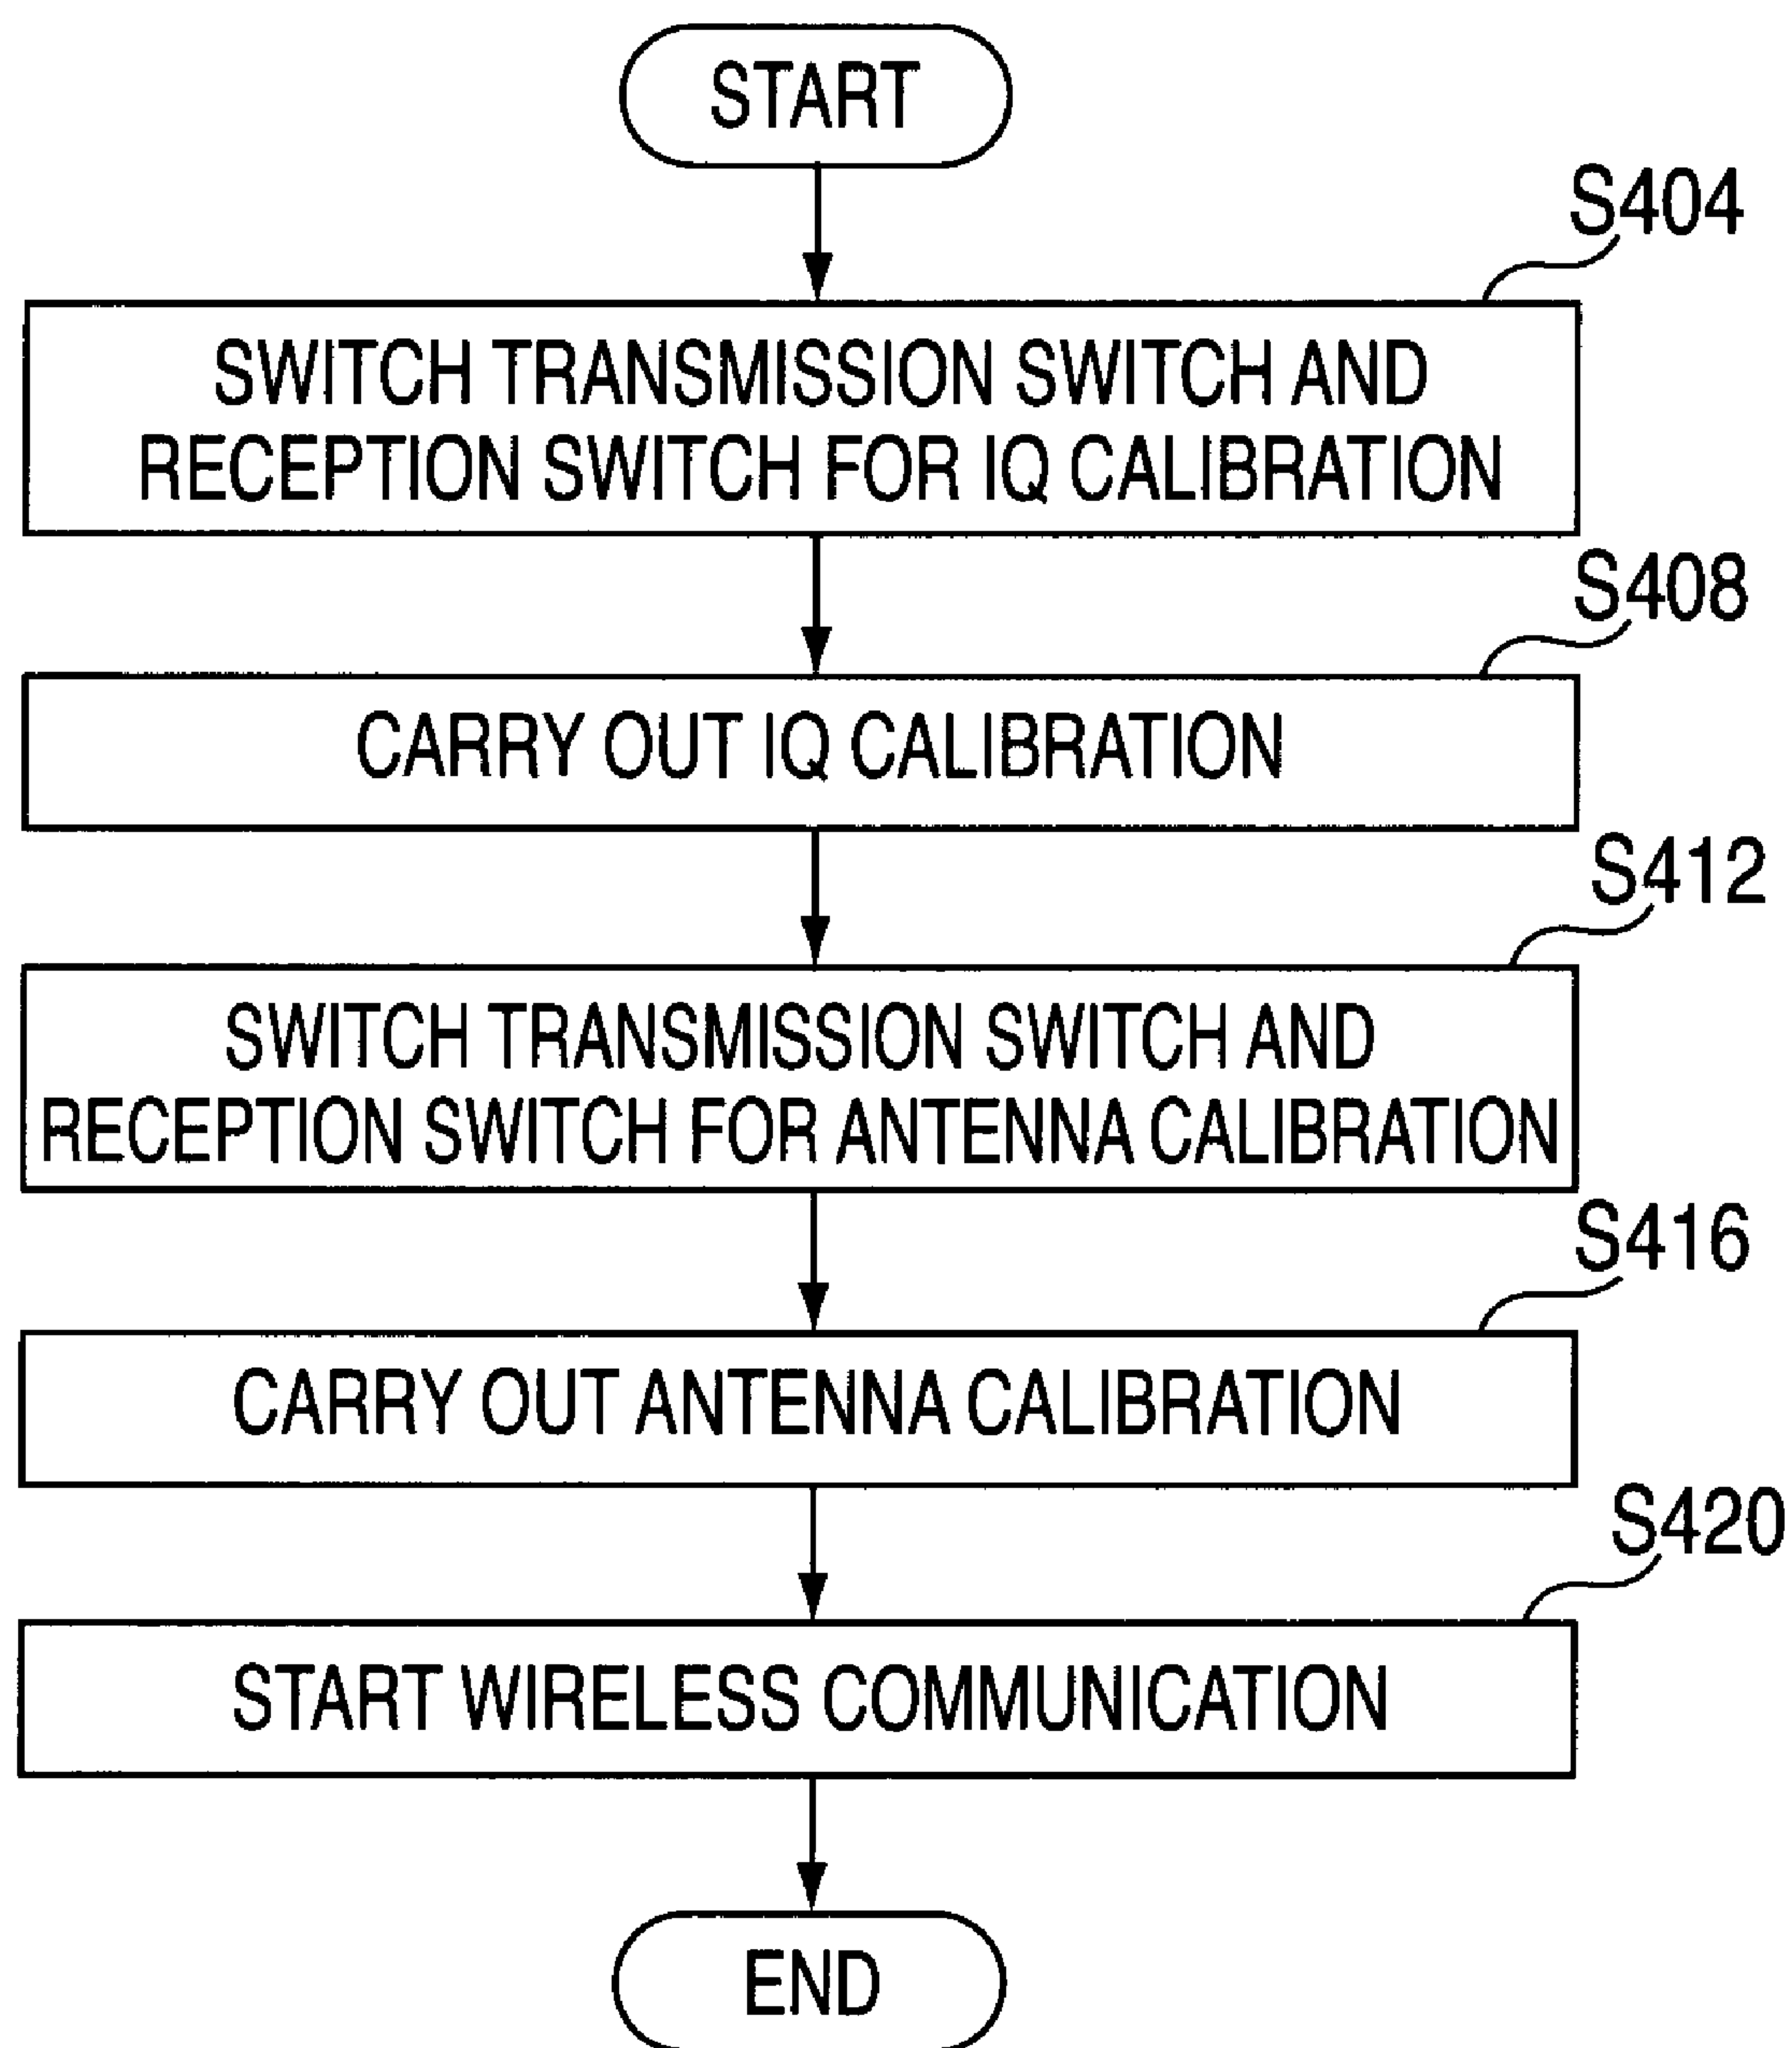 START
S404
SWITCH TRANSMISSION SWITCH AND
RECEPTION SWITCH FOR IQ CALIBRATION
S408
CARRY OUT IQ CALIBRATION
S412
SWITCH TRANSMISSION SWITCH AND
RECEPTION SWITCH FOR ANTENNA CALIBRATION
S416
CARRY OUT ANTENNA CALIBRATION
S420
START WIRELESS COMMUNICATION
END